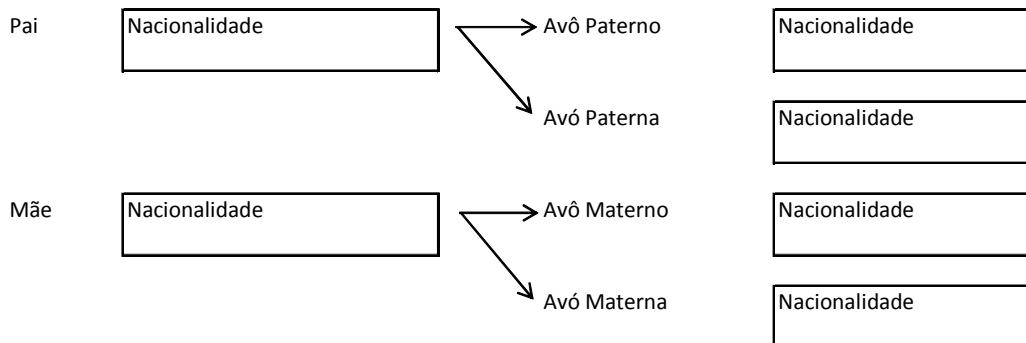 Pai Nacionalidade Avô Paterno Nacionalidade
Avó Paterna Nacionalidade
Mãe Nacionalidade Avô Materno Nacionalidade
Avó Materna Nacionalidade